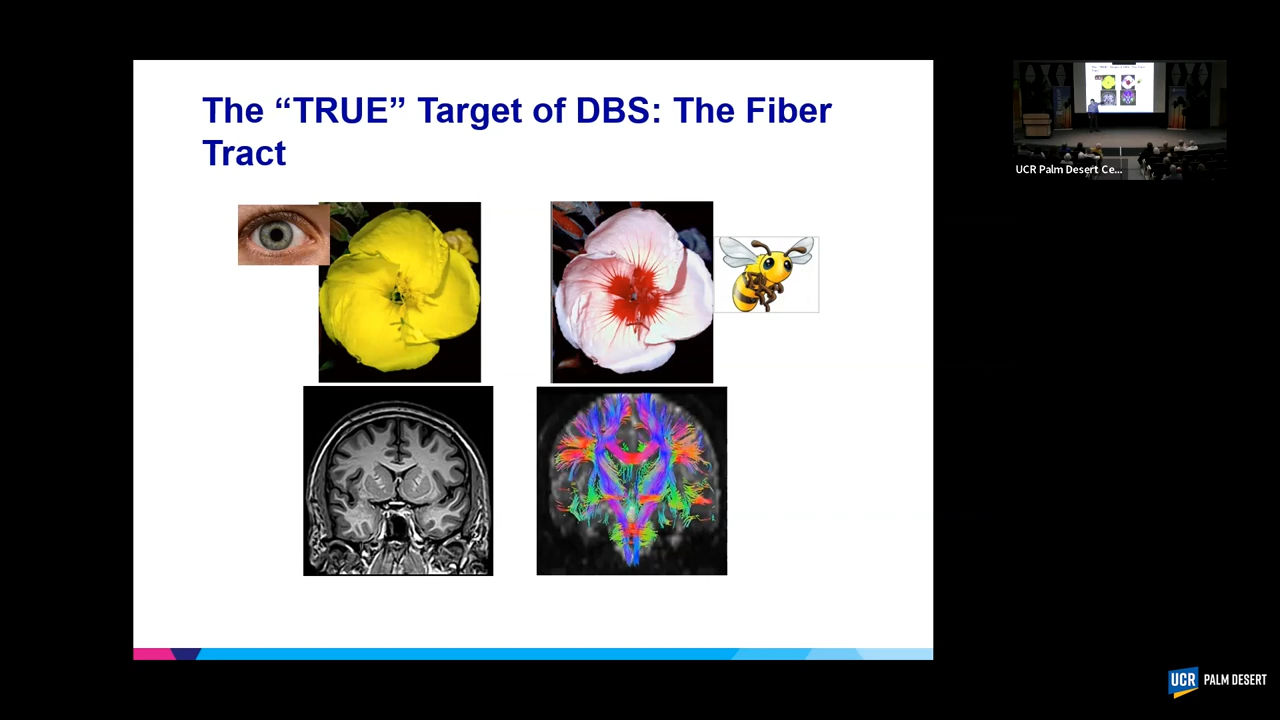 The “TRUE” Target of DBS: The Fiber
Tract
UCR Palm Desert Ce...
UCR PALM DESERT